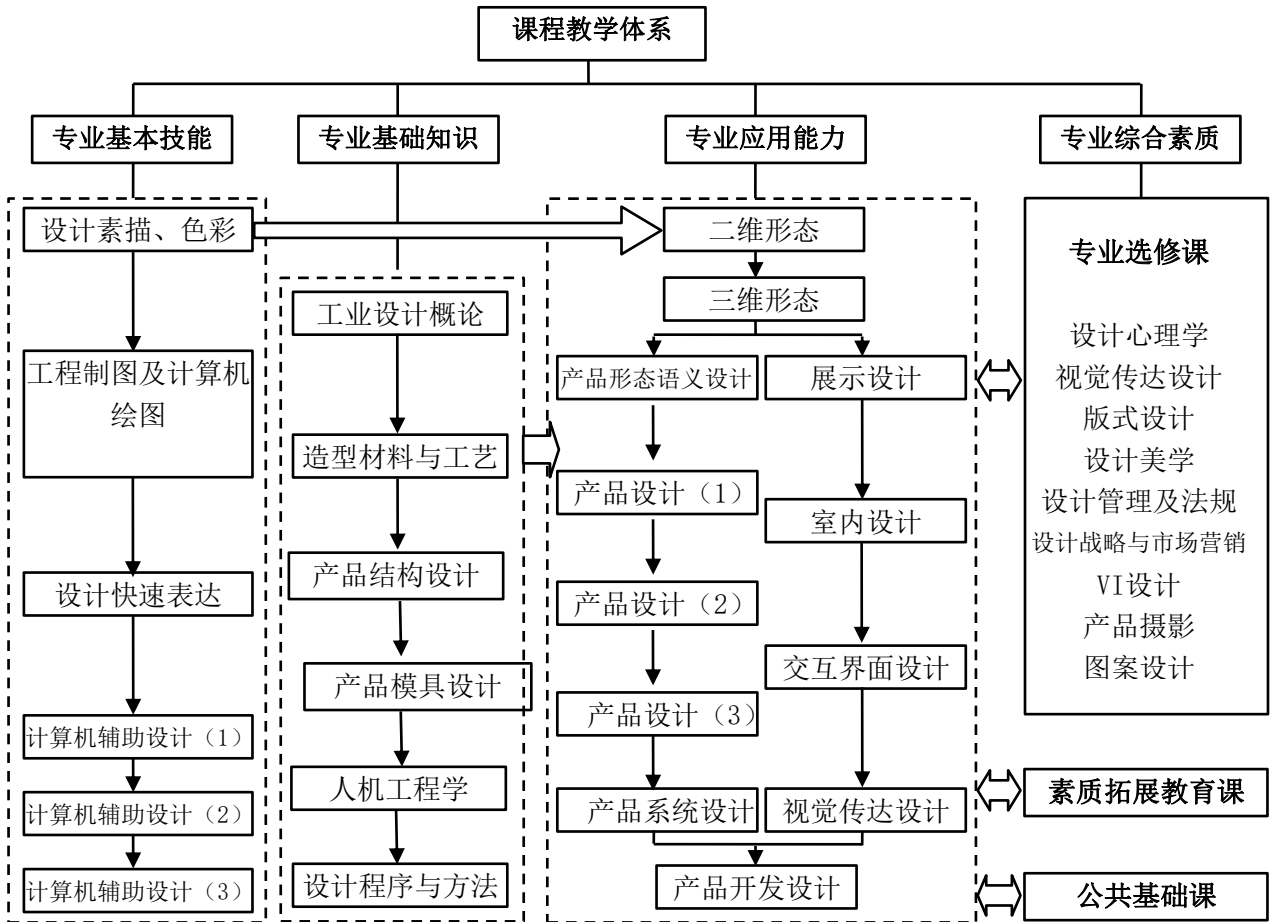 课程教学体系
专业基本技能
专业基础知识
专业应用能力
专业综合素质
设计素描、色彩
工程制图及计算机
绘图
设计快速表达
计算机辅助设计（1）
计算机辅助设计（2）
计算机辅助设计（3）
工业设计概论
造型材料与工艺
产品结构设计
产品模具设计
人机工程学
设计程序与方法
二维形态
三维形态
产品形态语义设计
产品设计（1）
产品设计（2）
产品设计（3）
产品系统设计
展示设计
室内设计
交互界面设计
视觉传达设计
产品开发设计
专业选修课
设计心理学
视觉传达设计
版式设计
设计美学
设计管理及法规
设计战略与市场营销
VI设计
产品摄影
图案设计
素质拓展教育课
公共基础课